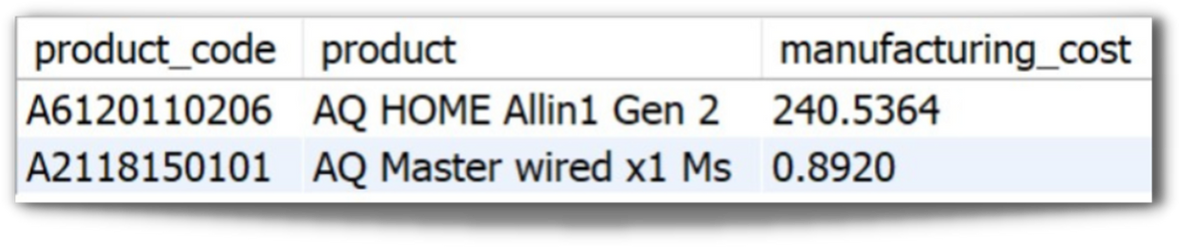 product_code product manufacturing_cost
A6120110206 AQ HOME Allin1 Gen 2 240.5364
A2118150101 AQ Master wired x1 Ms 0.8920